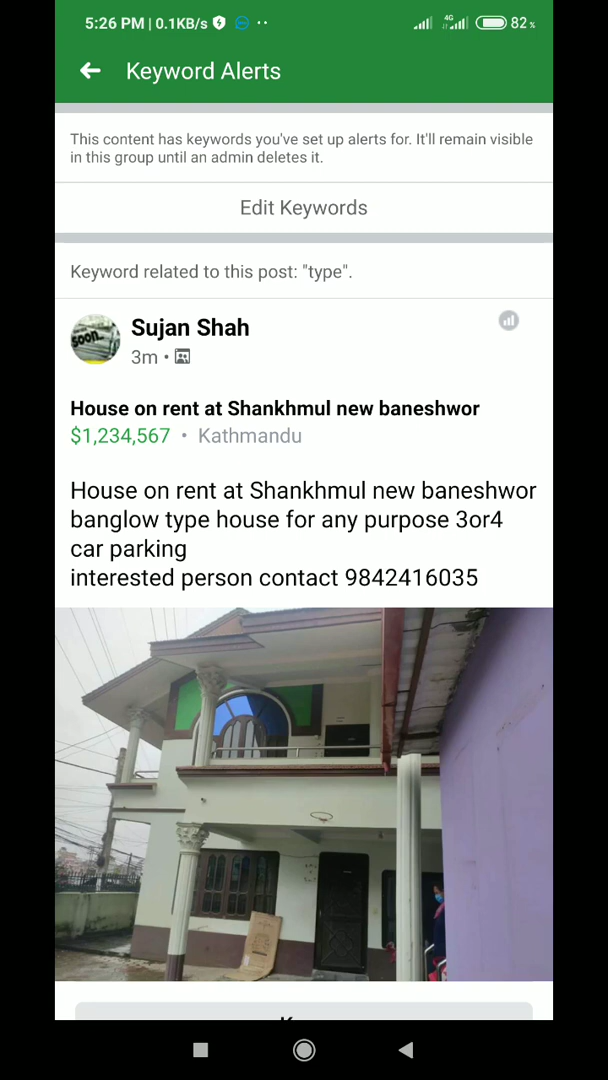 5:26 PM | 0.1KB/s
4G
82%
Keyword Alerts
This content has keywords you've set up alerts for. It'll remain visible
in this group until an admin deletes it.
Edit Keywords
Keyword related to this post: "type".
soon..
Sujan Shah
3m •
House on rent at Shankhmul new baneshwor
$1,234,567 • Kathmandu
House on rent at Shankhmul new baneshwor
banglow type house for any purpose 3or4
car parking
interested person contact 9842416035